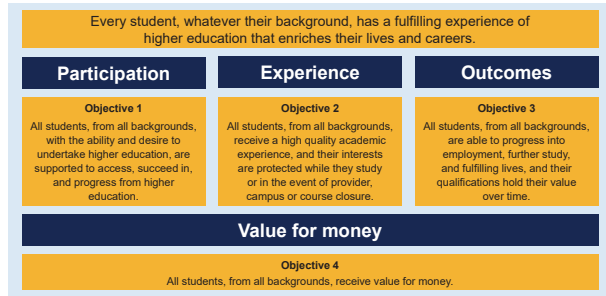 Every student, whatever their background, has a fulfilling experience of
higher education that enriches their lives and careers.
Participation
Experience
Outcomes
Objective 1
All students, from all backgrounds,
with the ability and desire to
undertake higher education, are
supported to access, succeed in,
and progress from higher
education.
Objective 2
All students, from all backgrounds,
receive a high quality academic
experience, and their interests
are protected while they study
or in the event of provider,
campus or course closure.
Objective 3
All students, from all backgrounds,
are able to progress into
employment, further study,
and fulfilling lives, and their
qualifications hold their value
over time.
Value for money
Objective 4
All students, from all backgrounds, receive value for money.